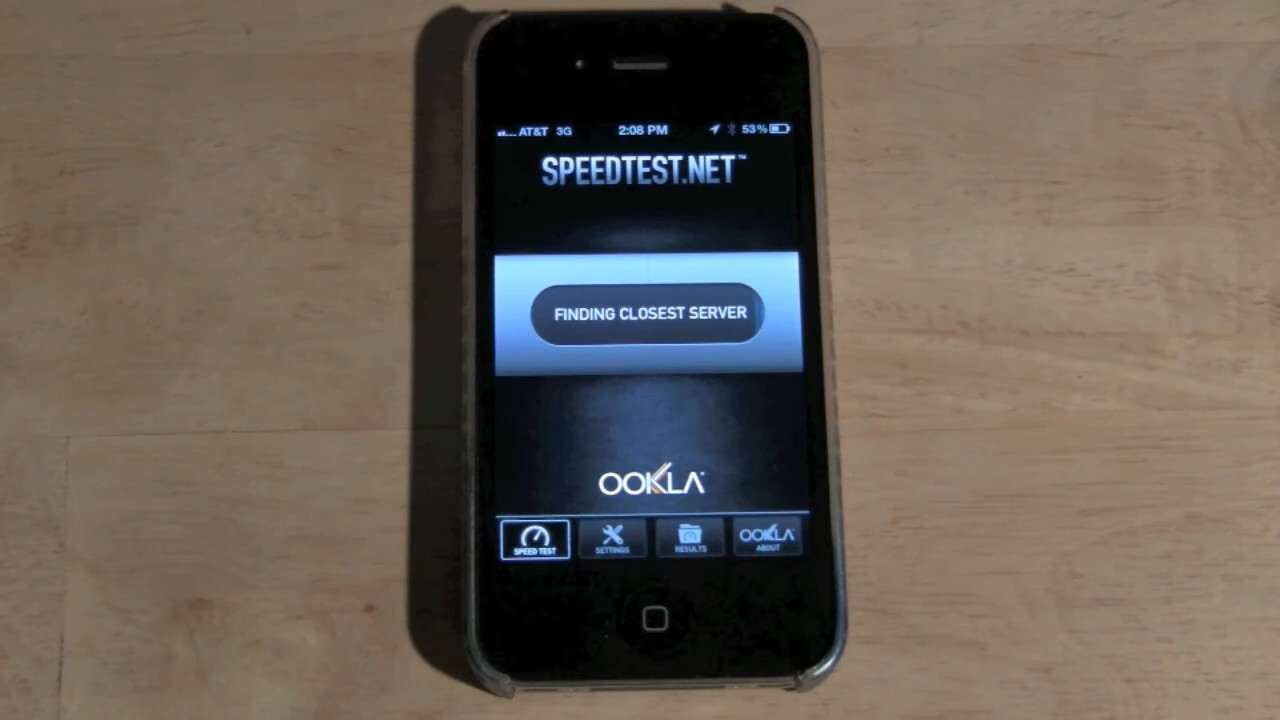 AT&T 3G 2:08 PM 53%
SPEEDTEST.NET™
FINDING CLOSEST SERVER
OOKLA
SPEED TEST SETTINGS RESULTS OOKLA ABOUT